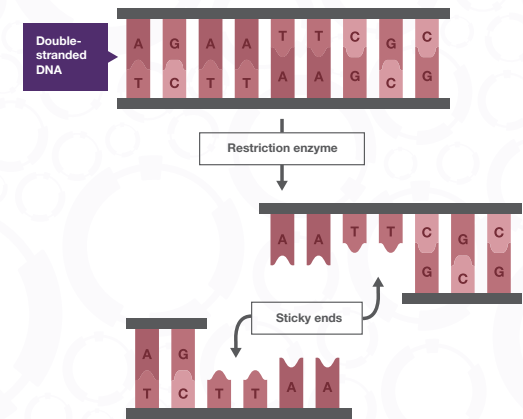 Double-
stranded
DNA
A G A A T T C G C
T C T T A A G C G
Restriction enzyme
A A T T C G C
G C G
Sticky ends
A G
T C T T A A